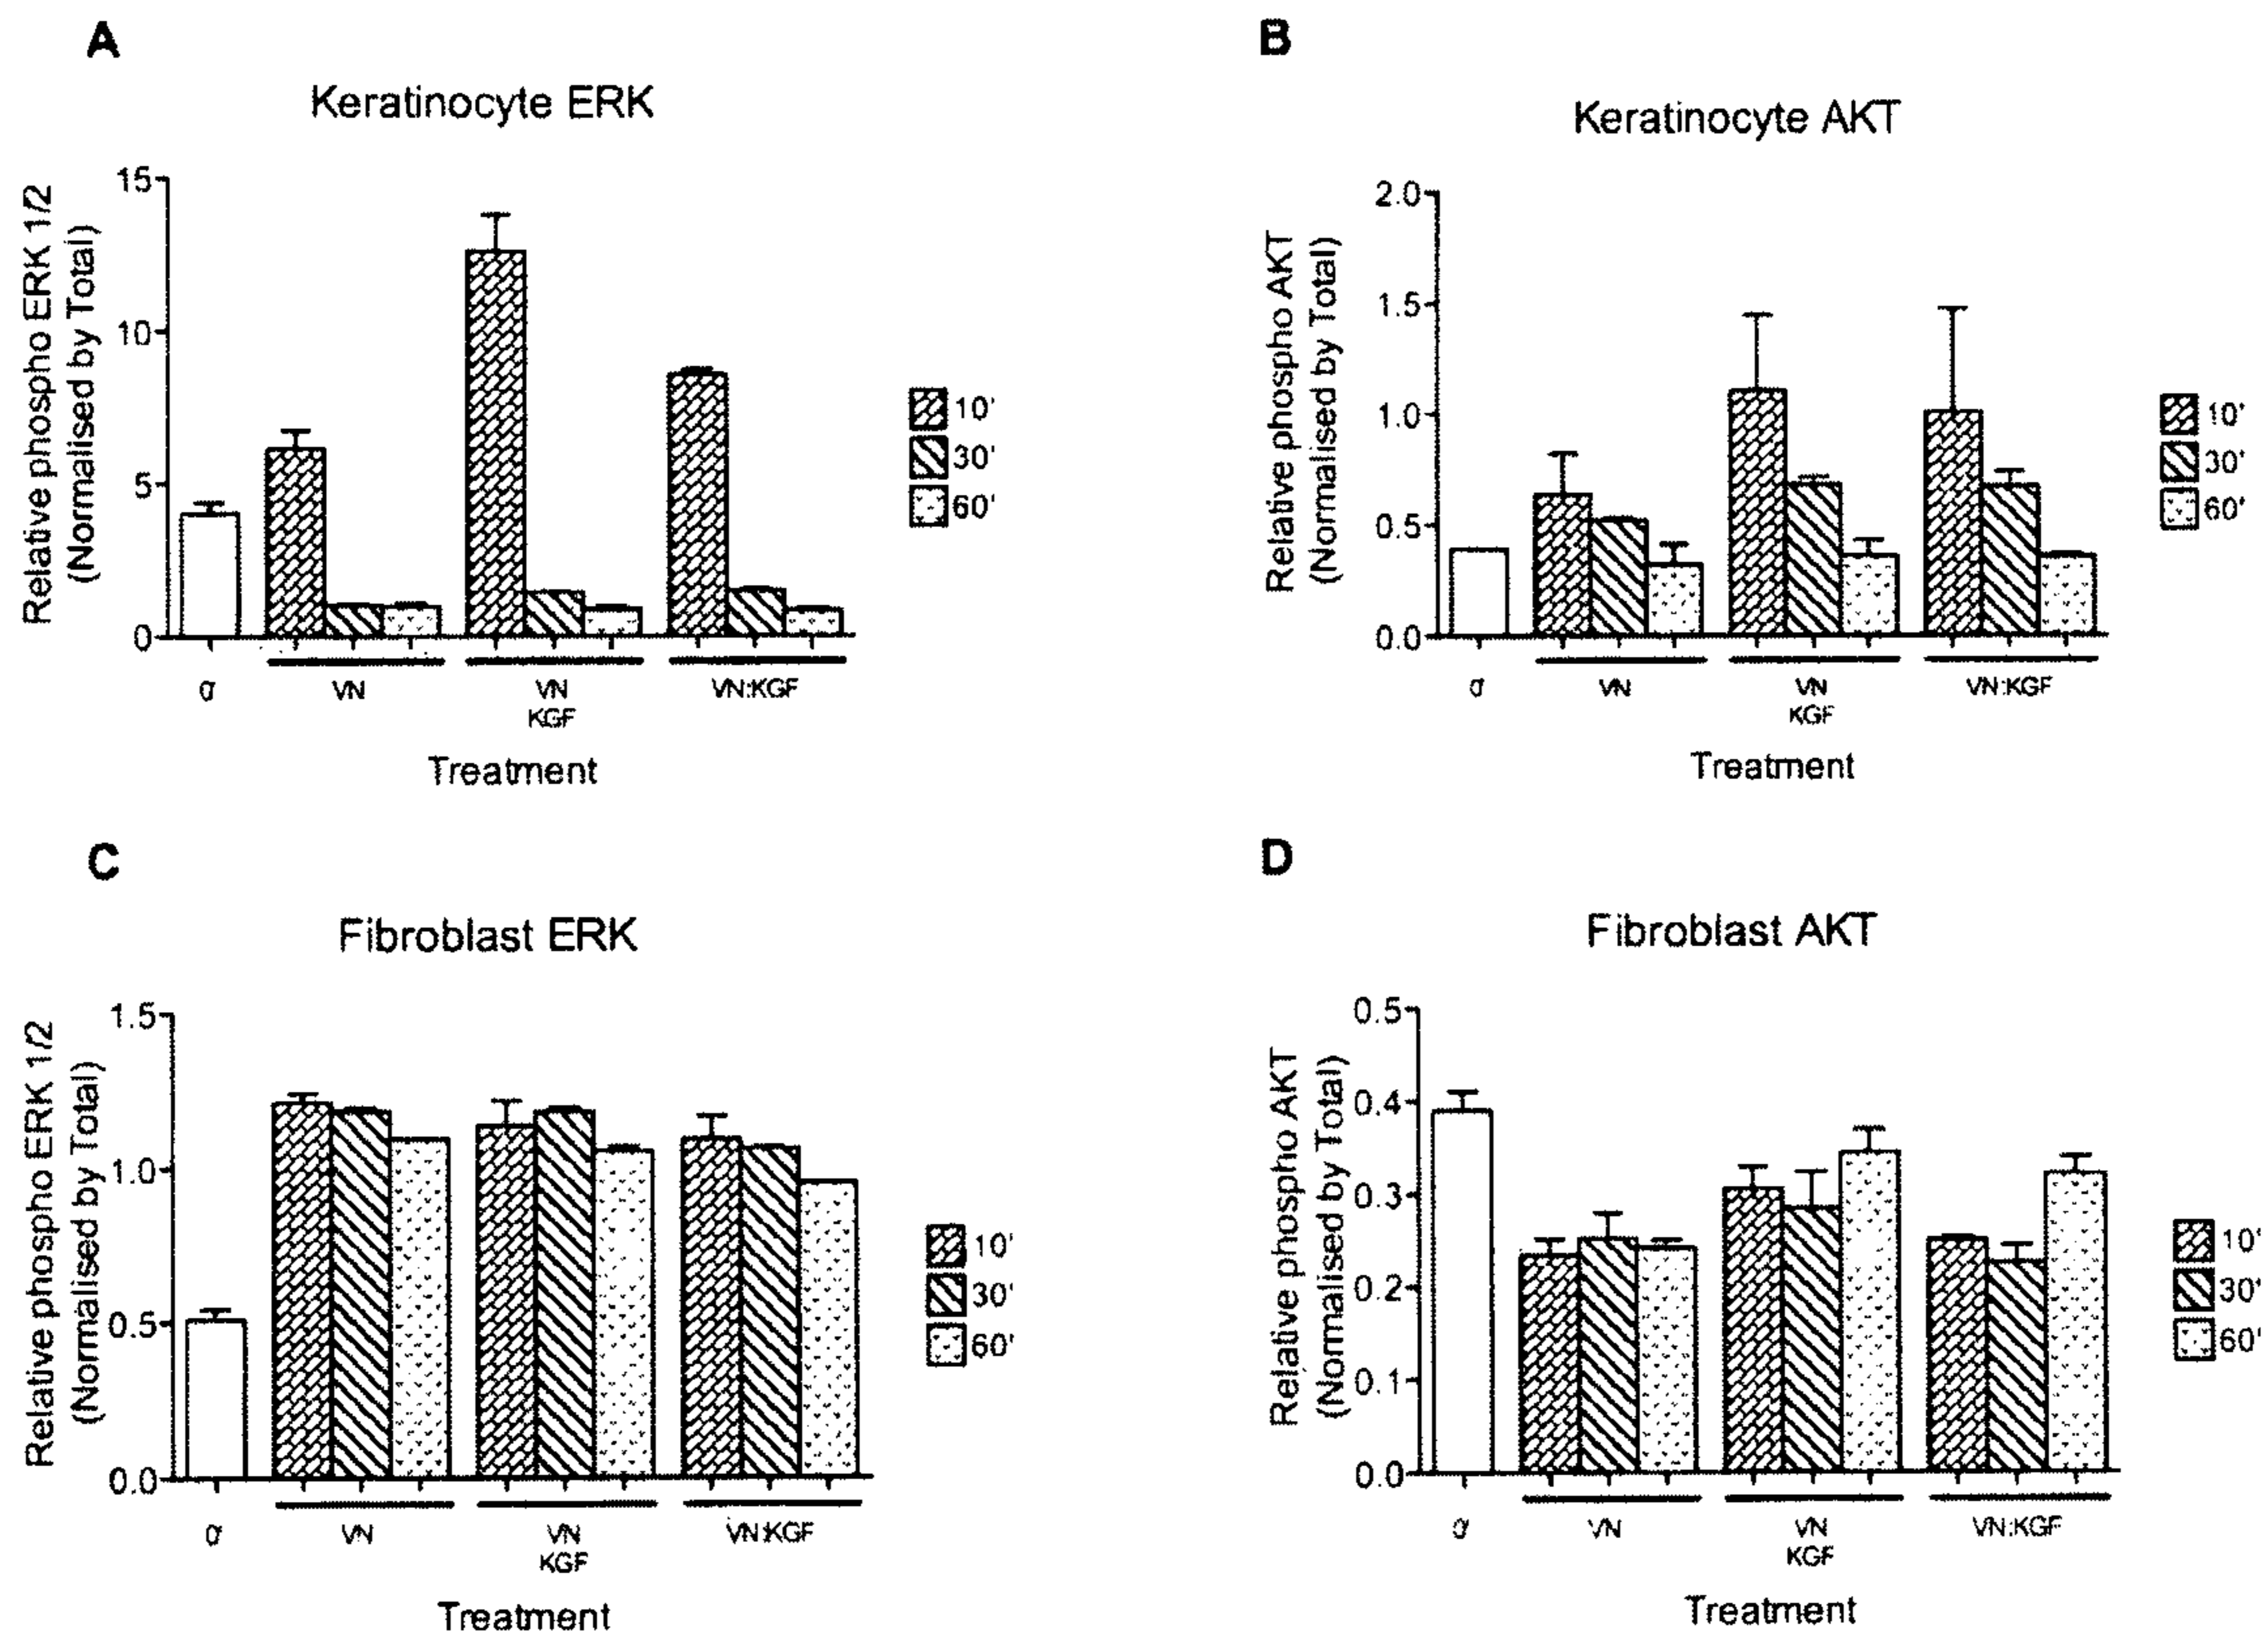 A
Keratinocyte ERK
Relative phospho ERK 1/2
(Normalised by Total)
15
10
5
0
0'
VN
VN
KGF
VN:KGF
Treatment
10'
30'
60'
B
Keratinocyte AKT
Relative phospho AKT
(Normalised by Total)
2.0
1.5
1.0
0.5
0.0
0'
VN
VN
KGF
VN:KGF
Treatment
10'
30'
60'
C
Fibroblast ERK
Relative phospho ERK 1/2
(Normalised by Total)
1.5
1.0
0.5
0.0
0'
VN
VN
KGF
VN:KGF
Treatment
10'
30'
60'
D
Fibroblast AKT
Relative phospho AKT
(Normalised by Total)
0.5
0.4
0.3
0.2
0.1
0.0
0'
VN
VN
KGF
VN:KGF
Treatment
10'
30'
60'